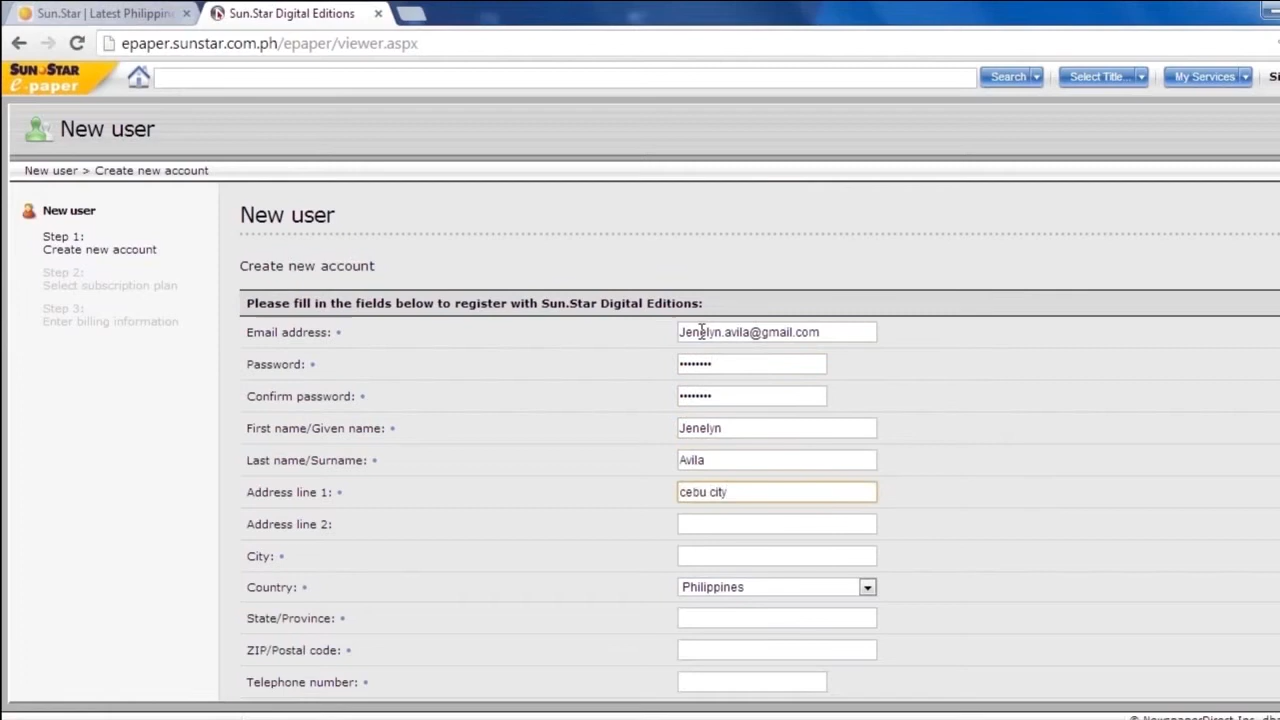 Sun.Star | Latest Philippin
Sun.Star Digital Editions
epaper.sunstar.com.ph/epaper/viewer.aspx
SUN STAR
e-paper
Search
Select Title...
My Services
New user
New user > Create new account
New user
Step 1:
Create new account
Step 2:
Select subscription plan
Step 3:
Enter billing information
New user
Create new account
Please fill in the fields below to register with Sun.Star Digital Editions:
Email address: * Jenelyn.avila@gmail.com
Password: * ••••••••
Confirm password: * ••••••••
First name/Given name: * Jenelyn
Last name/Surname: * Avila
Address line 1: * cebu city
Address line 2:
City: *
Country: * Philippines
State/Province: *
ZIP/Postal code: *
Telephone number: *